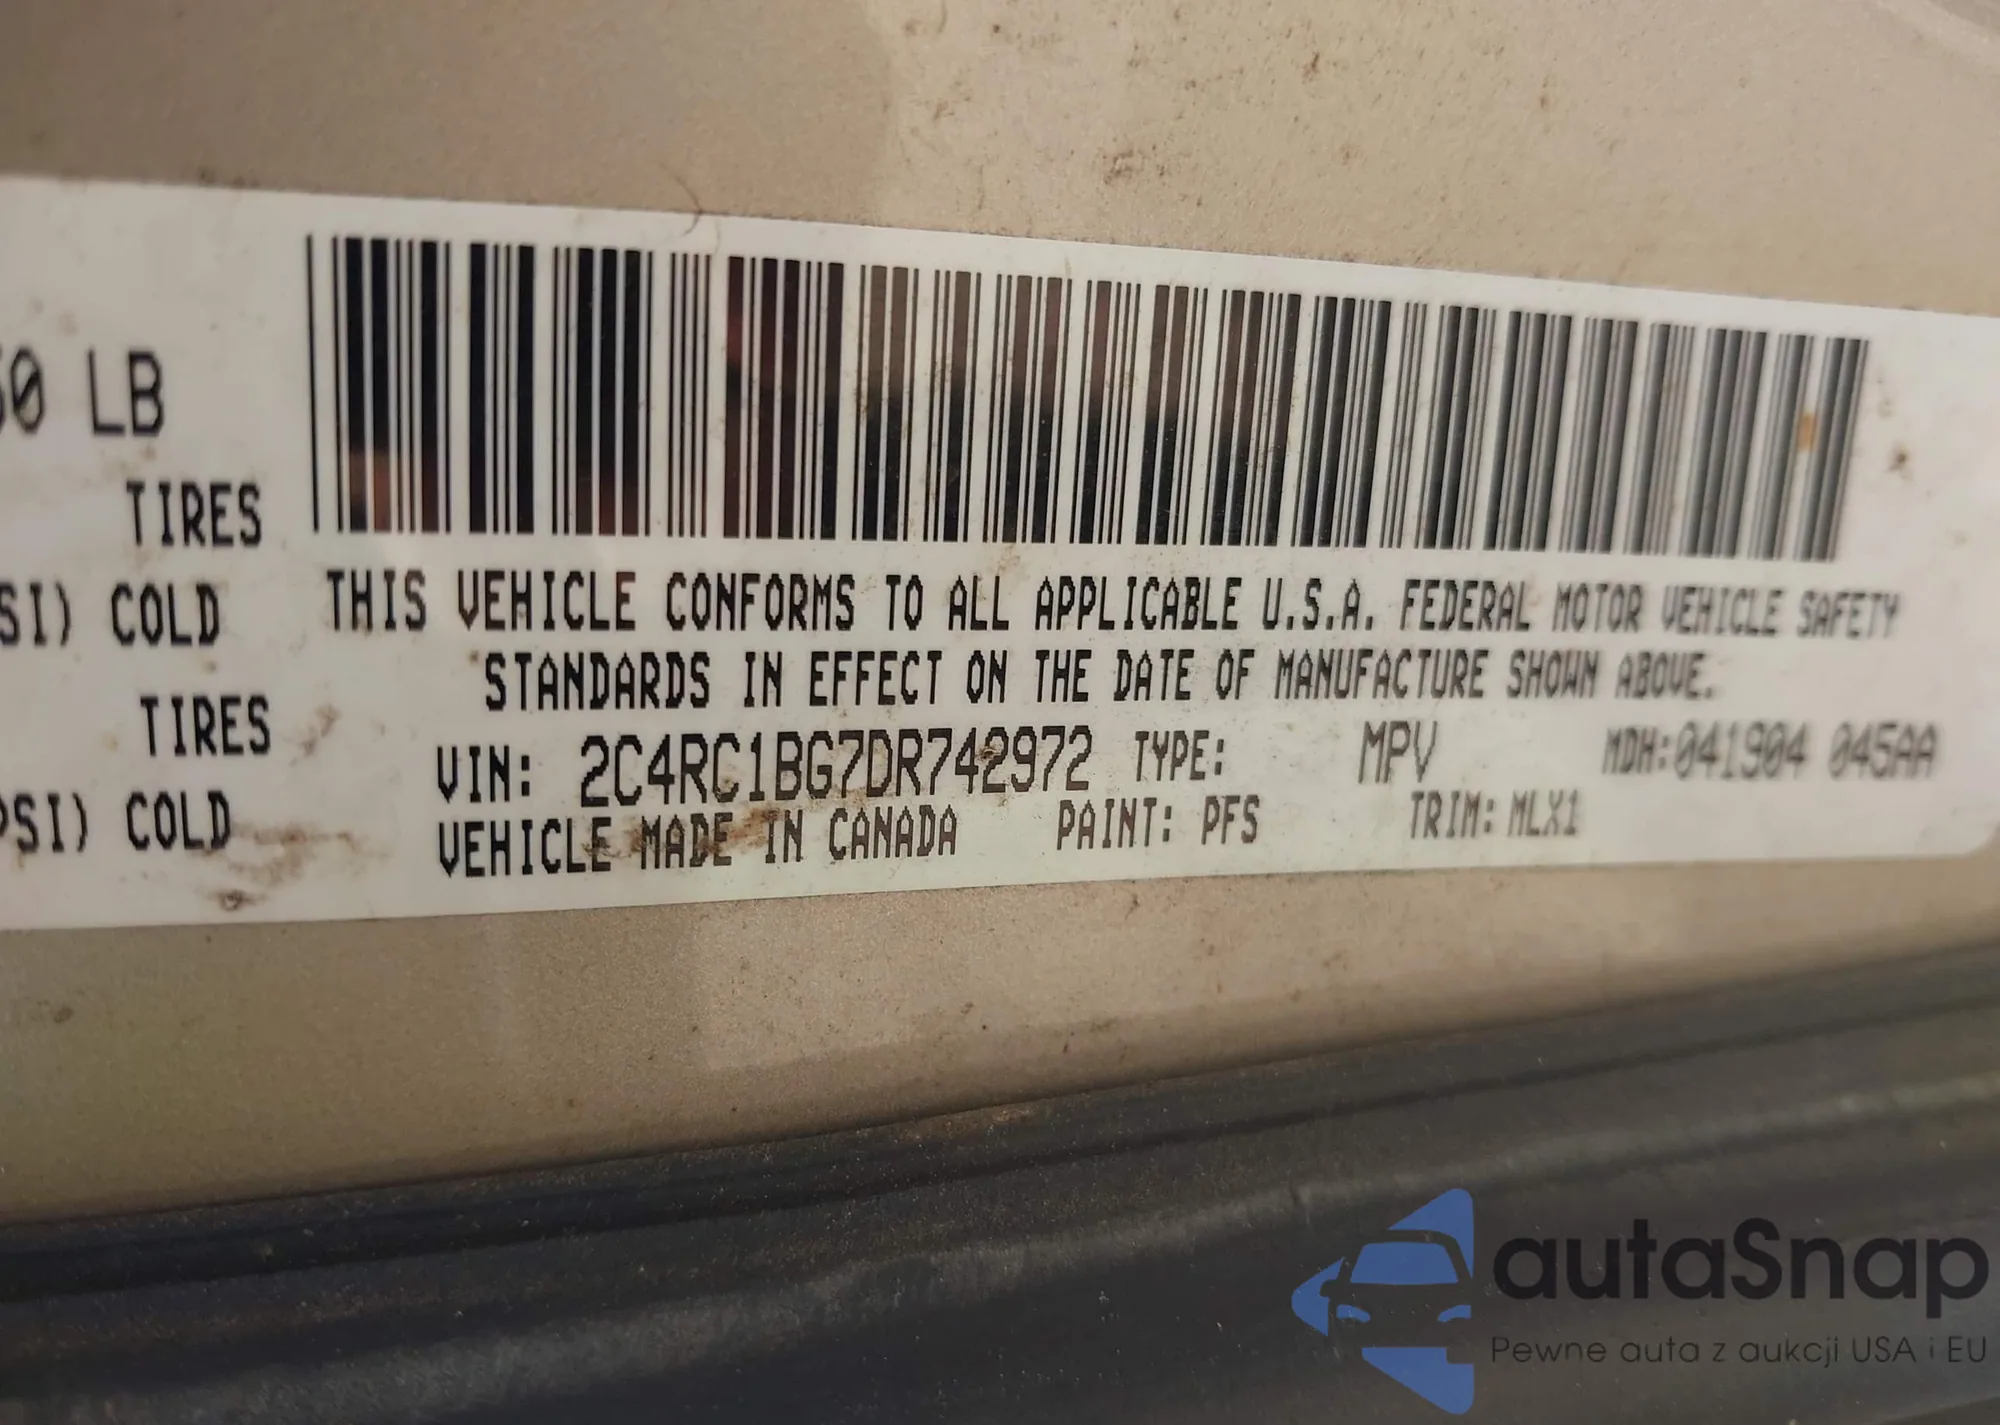 50 LB
TIRES
SI) COLD
TIRES
PSI) COLD
THIS VEHICLE CONFORMS TO ALL APPLICABLE U.S.A. FEDERAL MOTOR VEHICLE SAFETY
STANDARDS IN EFFECT ON THE DATE OF MANUFACTURE SHOWN ABOVE.
VIN: 2C4RC1BG7DR742972 TYPE: MPV MDH:041904 045AA
VEHICLE MADE IN CANADA PAINT: PFS TRIM: MLX1
autaSnap
Pewne auta z aukcji USA i EU